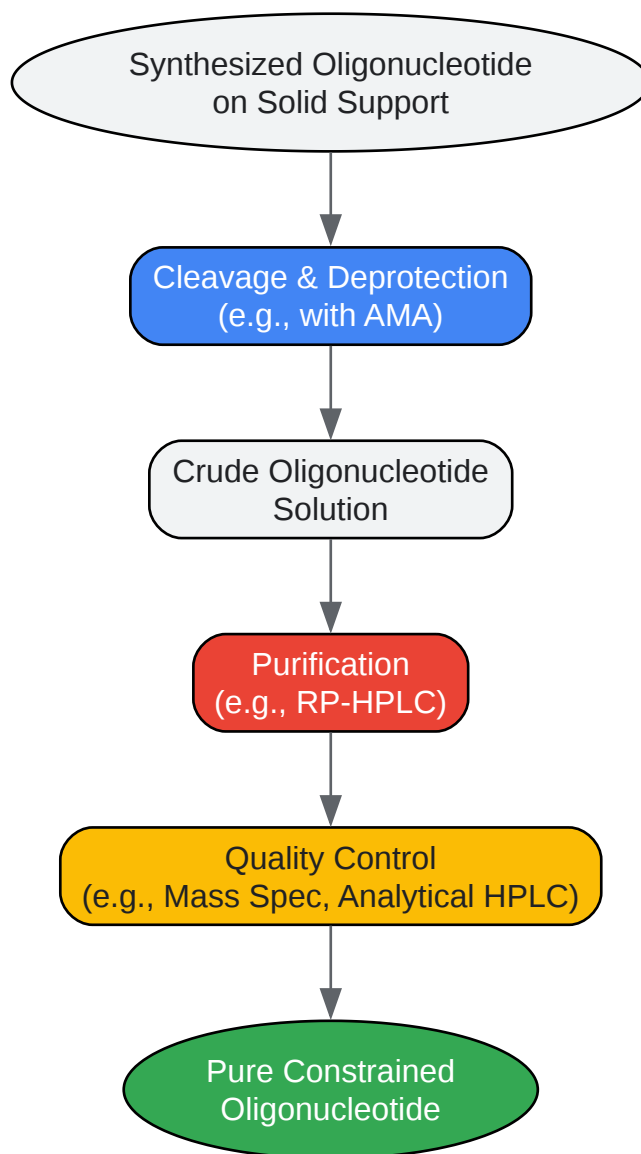 Synthesized Oligonucleotide
on Solid Support
Cleavage & Deprotection
(e.g., with AMA)
Crude Oligonucleotide
Solution
Purification
(e.g., RP-HPLC)
Quality Control
(e.g., Mass Spec, Analytical HPLC)
Pure Constrained
Oligonucleotide